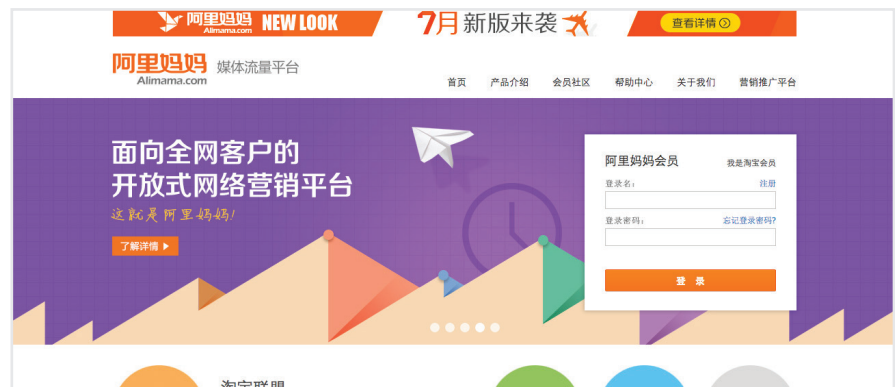 阿里妈妈 Alimama.com NEW LOOK 7月新版来袭 查看详情
阿里妈妈 Alimama.com 媒体流量平台
首页 产品介绍 会员社区 帮助中心 关于我们 营销推广平台
面向全网客户的
开放式网络营销平台
这就是阿里妈妈!
了解详情
阿里妈妈会员 我是淘宝会员
登录名： 注册
登录密码： 忘记登录密码?
登 录
淘宝联盟